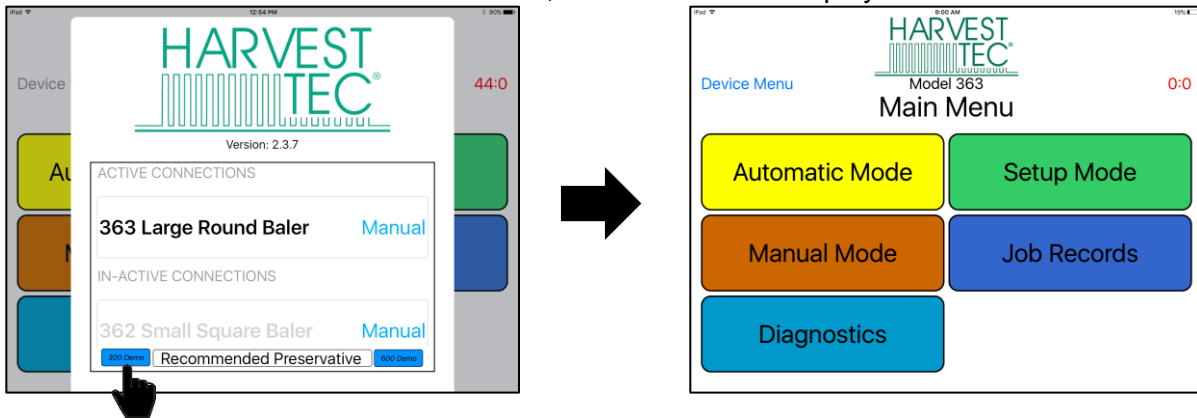 iPad 12:54 PM 90%
HARVEST
TEC®
Device 44:0
Version: 2.3.7
Au
ACTIVE CONNECTIONS
363 Large Round Baler Manual
M
IN-ACTIVE CONNECTIONS
362 Small Square Baler Manual
300 Demo Recommended Preservative 600 Demo
iPad 9:00 AM 19%
HARVEST
TEC®
Model 363
Device Menu 0:0
Main Menu
Automatic Mode Setup Mode
Manual Mode Job Records
Diagnostics